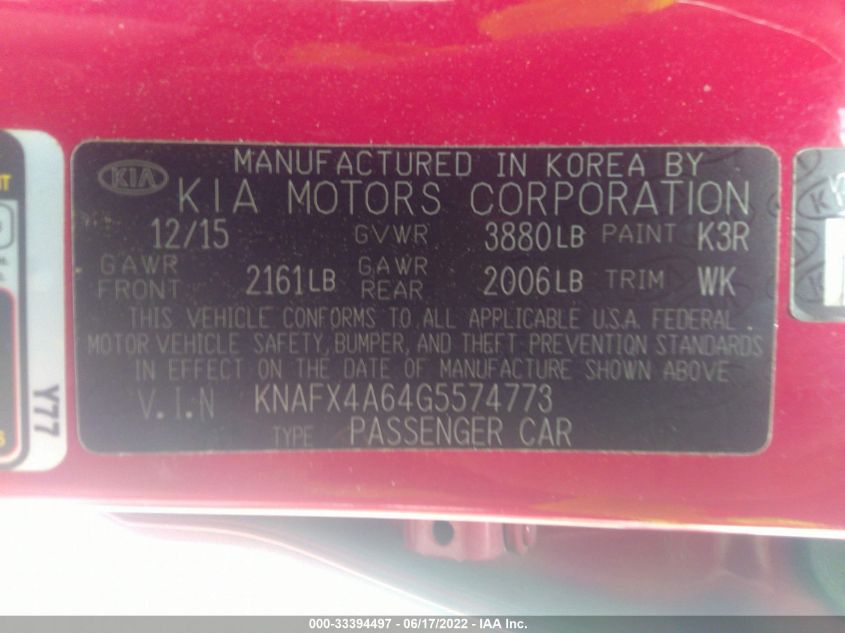 MANUFACTURED IN KOREA BY
KIA KIA MOTORS CORPORATION
12/15 GVWR 3880LB PAINT K3R
GAWR FRONT 2161LB GAWR REAR 2006LB TRIM WK
THIS VEHICLE CONFORMS TO ALL APPLICABLE U.S.A. FEDERAL
MOTOR VEHICLE SAFETY, BUMPER, AND THEFT PREVENTION STANDARDS
IN EFFECT ON THE DATE OF MANUFACTURE SHOWN ABOVE
V.I.N KNAFX4A64G5574773
TYPE PASSENGER CAR
Y77
000-33394497 - 06/17/2022 - IAA Inc.